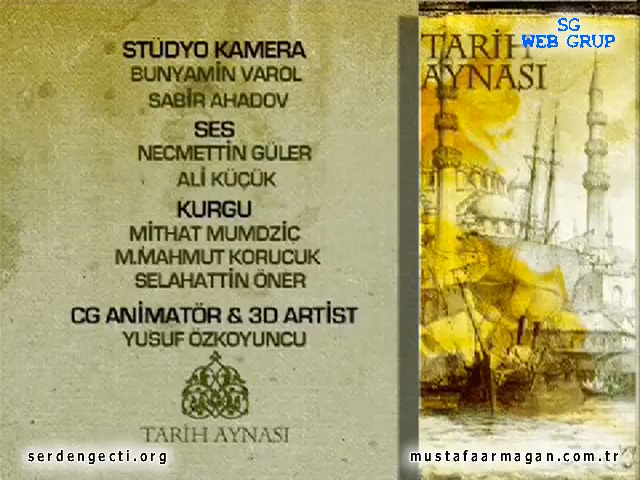 STÜDYO KAMERA
BUNYAMİN VAROL
SABİR AHADOV
SES
NECMETTİN GÜLER
ALİ KÜÇÜK
KURGU
MİTHAT MUMDZİC
M.MAHMUT KORUCUK
SELAHATTİN ÖNER
CG ANİMATÖR & 3D ARTİST
YUSUF ÖZKOYUNCU
TARİH AYNASI
serdengecti.org
SG
WEB GRUP
TARİH
AYNASI
mustafaarmagan.com.tr